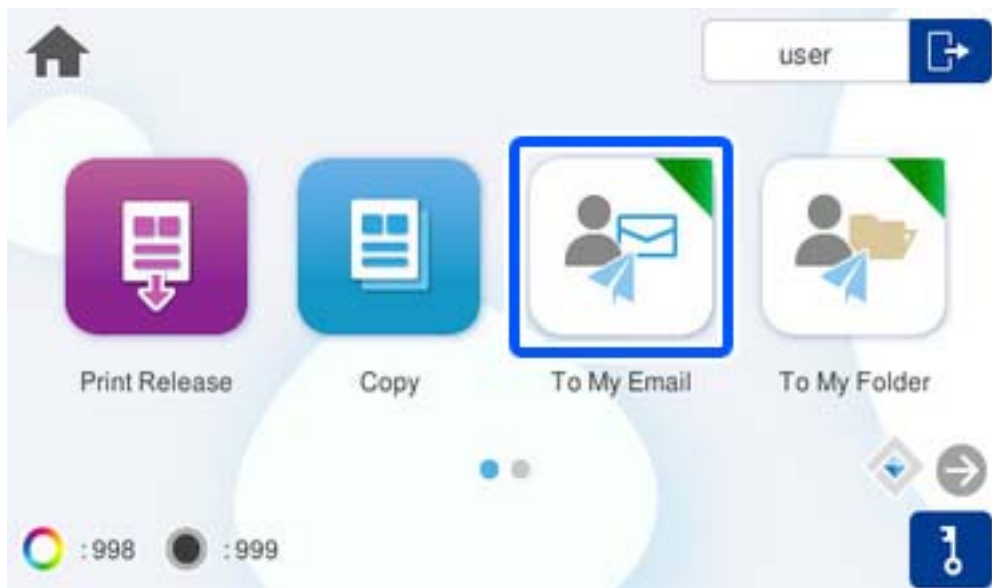 user
Print Release
Copy
To My Email
To My Folder
:998
:999